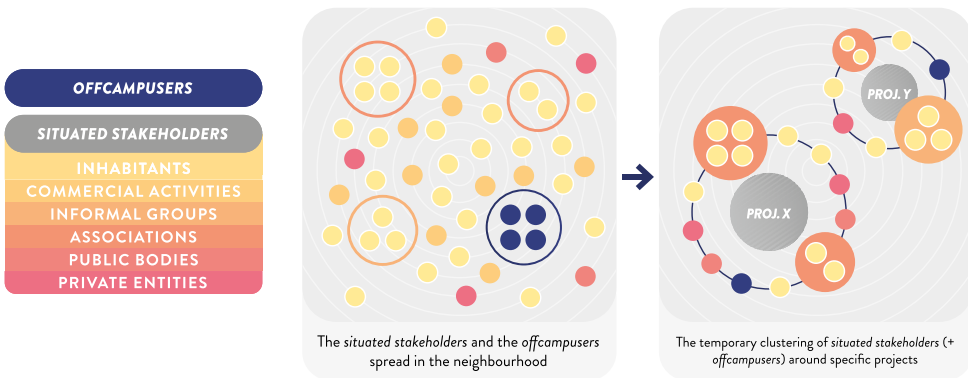 OFFCAMPUSERS
SITUATED STAKEHOLDERS
INHABITANTS
COMMERCIAL ACTIVITIES
INFORMAL GROUPS
ASSOCIATIONS
PUBLIC BODIES
PRIVATE ENTITIES
The situated stakeholders and the offcampusers
spread in the neighbourhood
PROJ. Y
PROJ. X
The temporary clustering of situated stakeholders (+
offcampusers) around specific projects